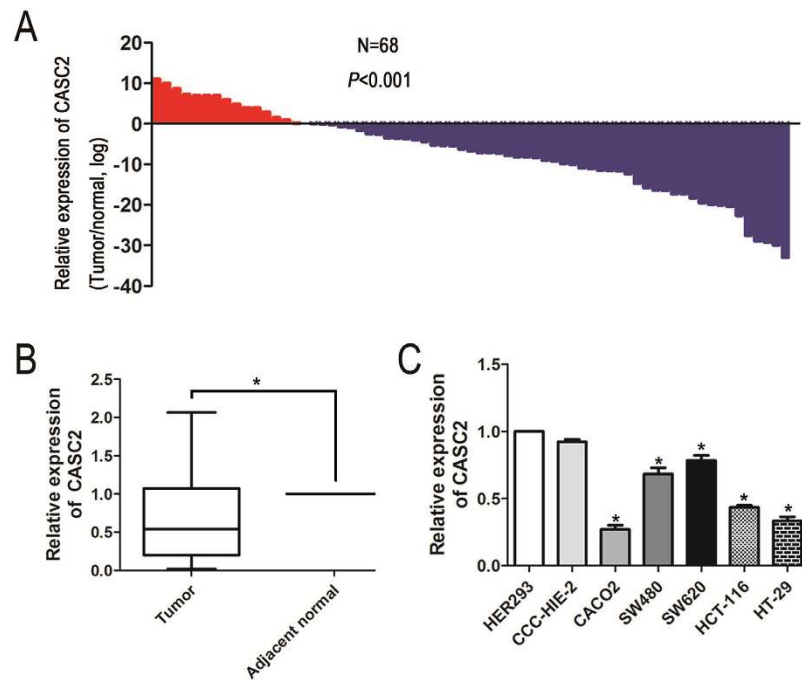 A
Relative expression of CASC2
(Tumor/normal, log)
20
10
0
-10
-20
-30
-40
N=68
P<0.001
B
Relative expression
of CASC2
2.5
2.0
1.5
1.0
0.5
0.0
*
Tumor
Adjacent normal
C
Relative expression
of CASC2
1.5
1.0
0.5
0.0
*
*
*
*
*
HER293
CCC-HIE-2
CACO2
SW480
SW620
HCT-116
HT-29